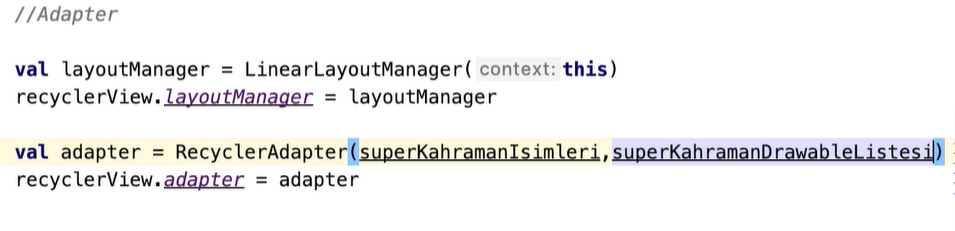 //Adapter
val layoutManager = LinearLayoutManager( context: this)
recyclerView.layoutManager = layoutManager
val adapter = RecyclerAdapter(superKahramanIsimleri,superKahramanDrawableListesi)
recyclerView.adapter = adapter